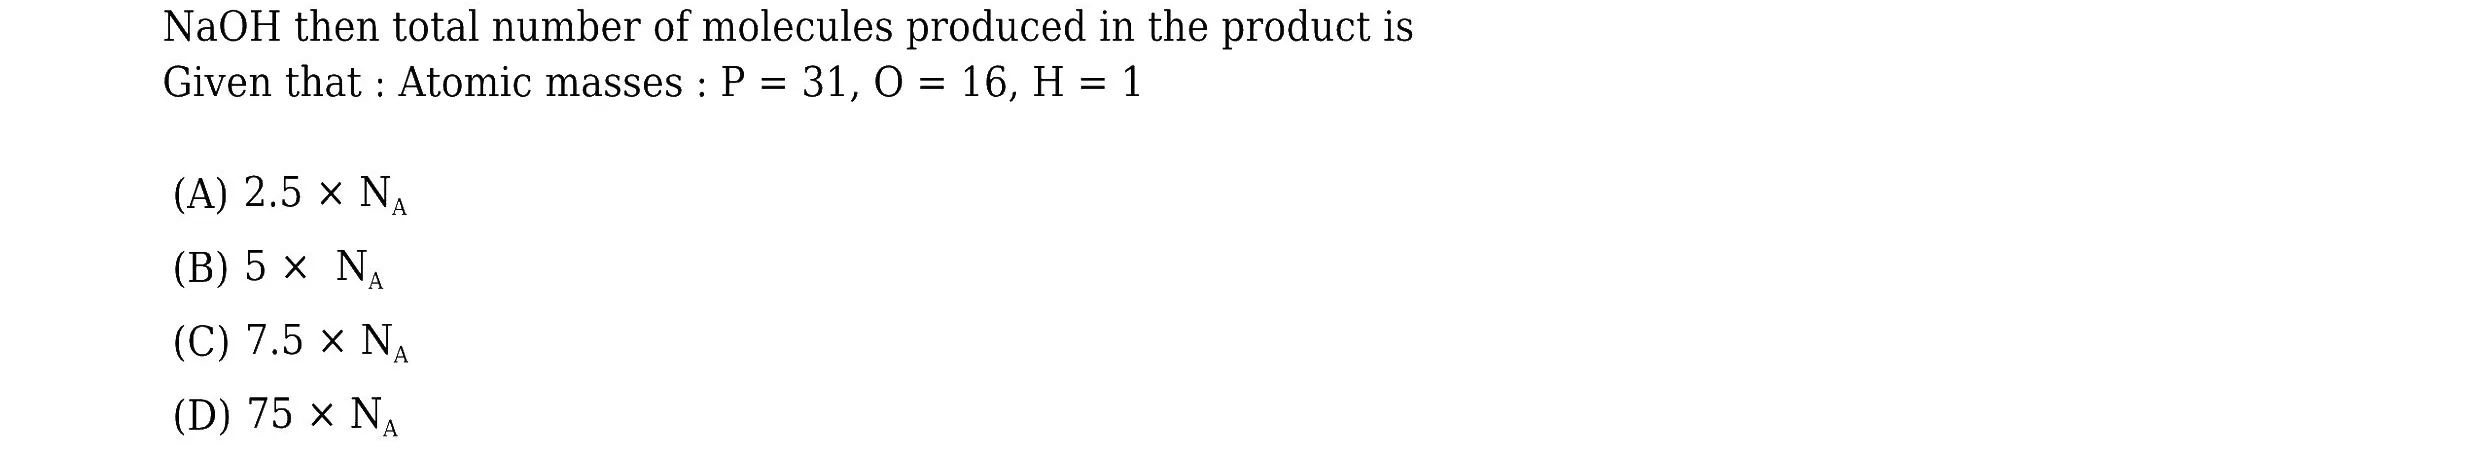 NaOH then total number of molecules produced in the product is
Given that : Atomic masses : P = 31, O = 16, H = 1
(A) 2.5 × N_A
(B) 5 × N_A
(C) 7.5 × N_A
(D) 75 × N_A